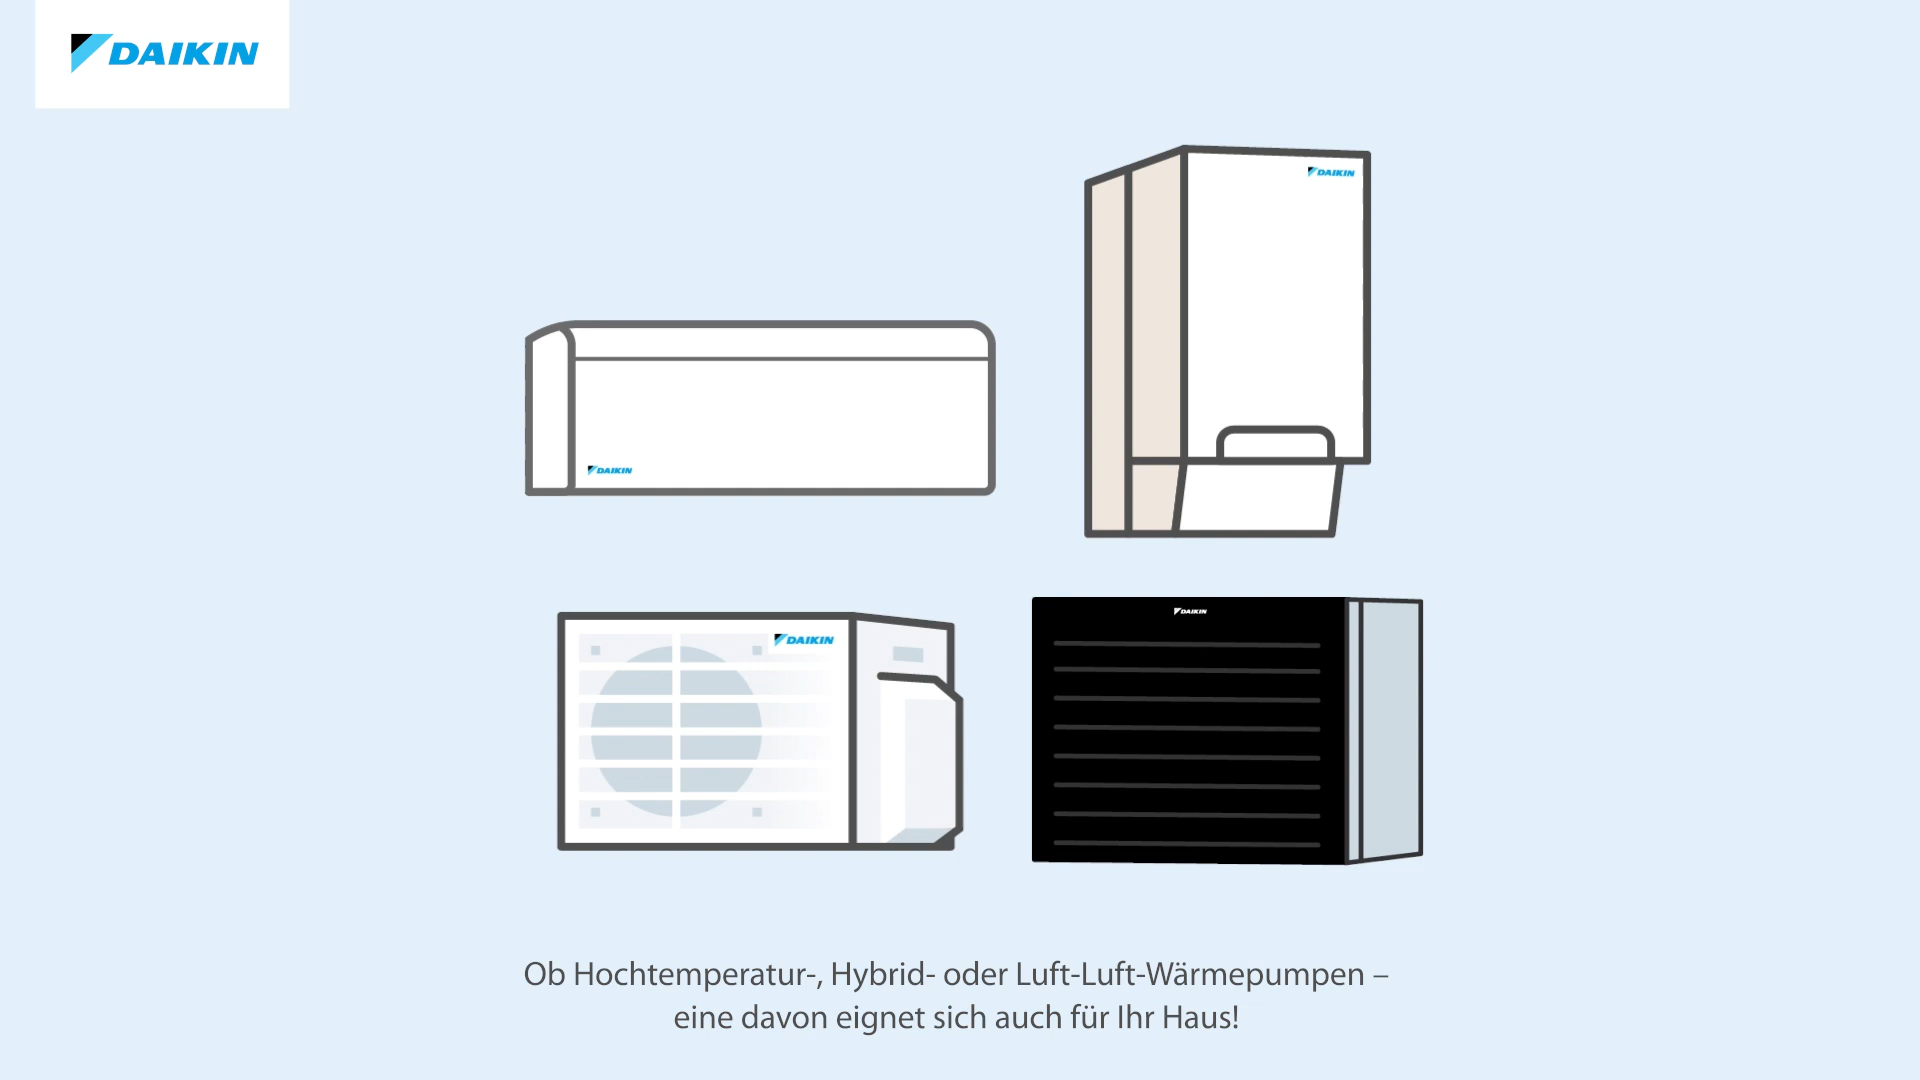 DAIKIN
DAIKIN
DAIKIN
DAIKIN
DAIKIN
Ob Hochtemperatur-, Hybrid- oder Luft-Luft-Wärmepumpen –
eine davon eignet sich auch für Ihr Haus!